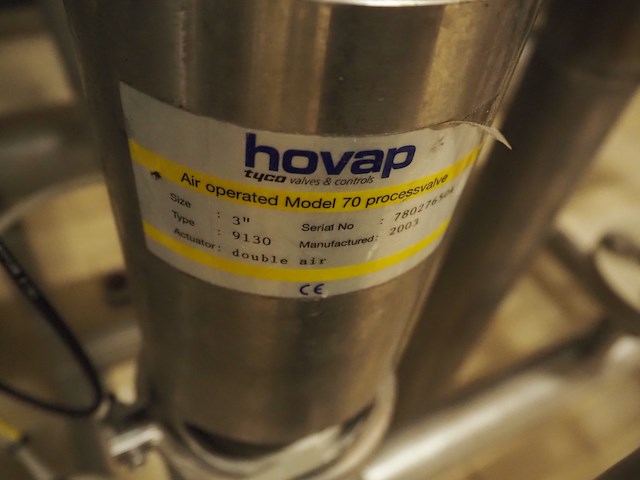 hovap
tyco valves & controls
Air operated Model 70 processvalve
Size : 3" Serial No :
Type : 9130 Manufactured : 2003
Actuator : double air
CE